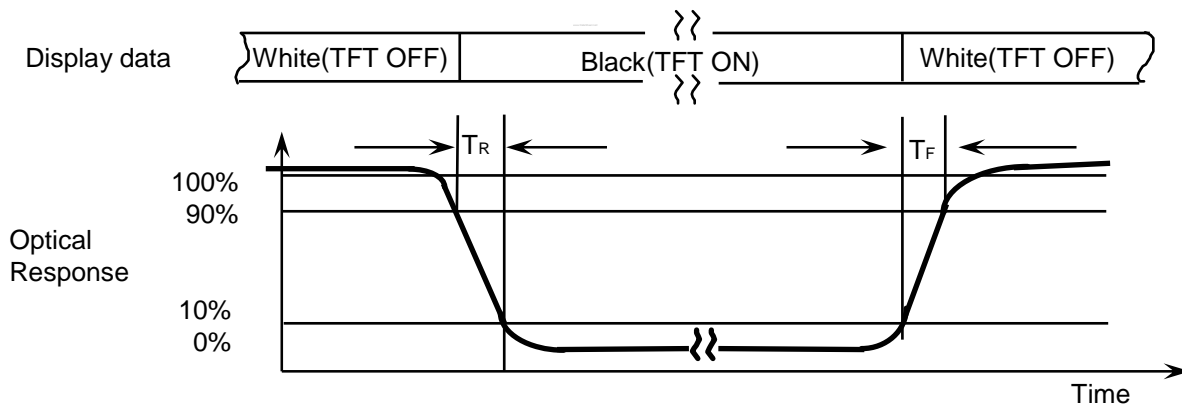 Display data
White(TFT OFF)
Black(TFT ON)
White(TFT OFF)
TR
TF
100%
90%
Optical
Response
10%
0%
Time